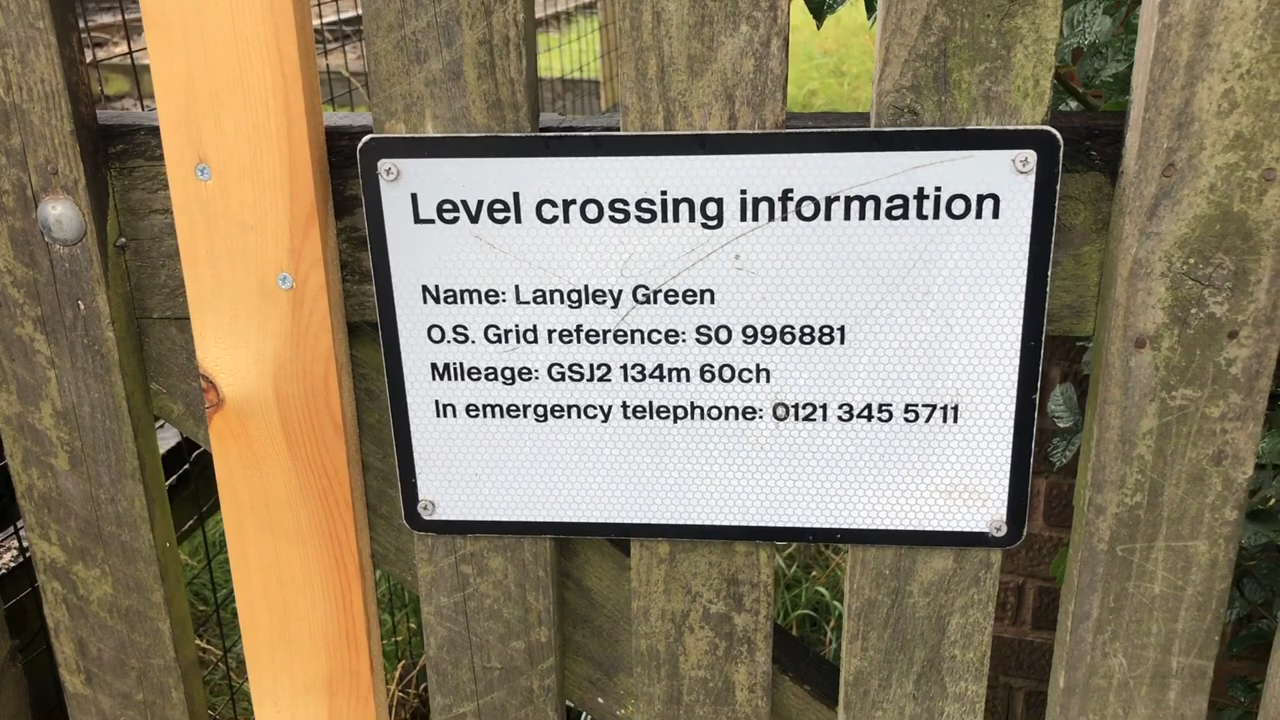 Level crossing information
Name: Langley Green
O.S. Grid reference: SO 996881
Mileage: GSJ2 134m 60ch
In emergency telephone: 0121 345 5711